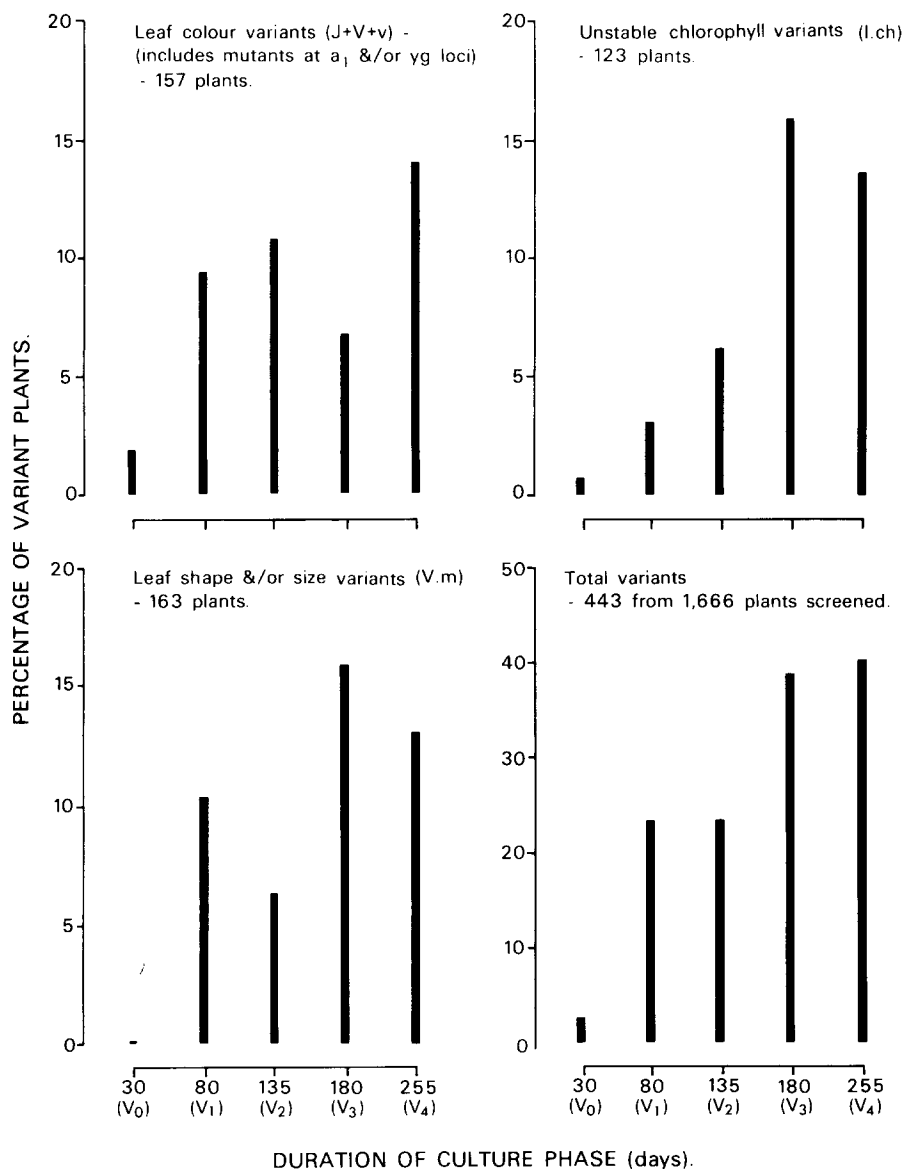 Leaf colour variants (J+V+v) -
(includes mutants at a₁ &/or yg loci)
- 157 plants.
20
15
10
5
0
Unstable chlorophyll variants (l.ch)
- 123 plants.
20
15
10
5
0
PERCENTAGE OF VARIANT PLANTS.
Leaf shape &/or size variants (V.m)
- 163 plants.
20
15
10
5
0
30 80 135 180 255
(V₀) (V₁) (V₂) (V₃) (V₄)
Total variants
- 443 from 1,666 plants screened.
50
40
30
20
10
0
30 80 135 180 255
(V₀) (V₁) (V₂) (V₃) (V₄)
DURATION OF CULTURE PHASE (days).